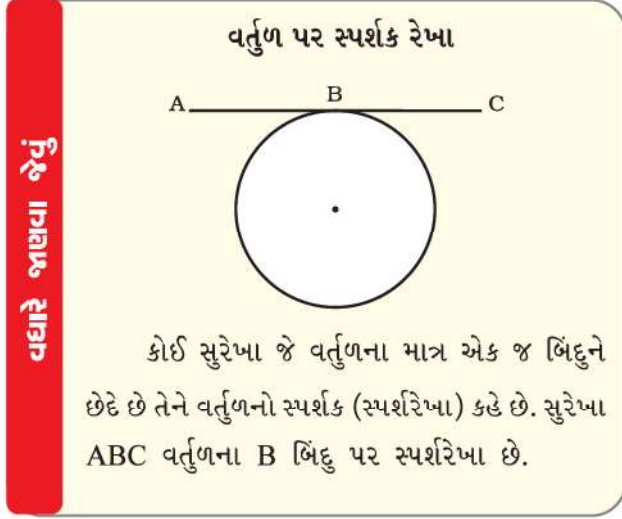 વર્તુળ પર સ્પર્શક રેખા
A B C
વધારે જાણવા જેવું
કોઈ સુરેખા જે વર્તુળના માત્ર એક જ બિંદુને
છેદે છે તેને વર્તુળનો સ્પર્શક (સ્પર્શરેખા) કહે છે. સુરેખા
ABC વર્તુળના B બિંદુ પર સ્પર્શરેખા છે.